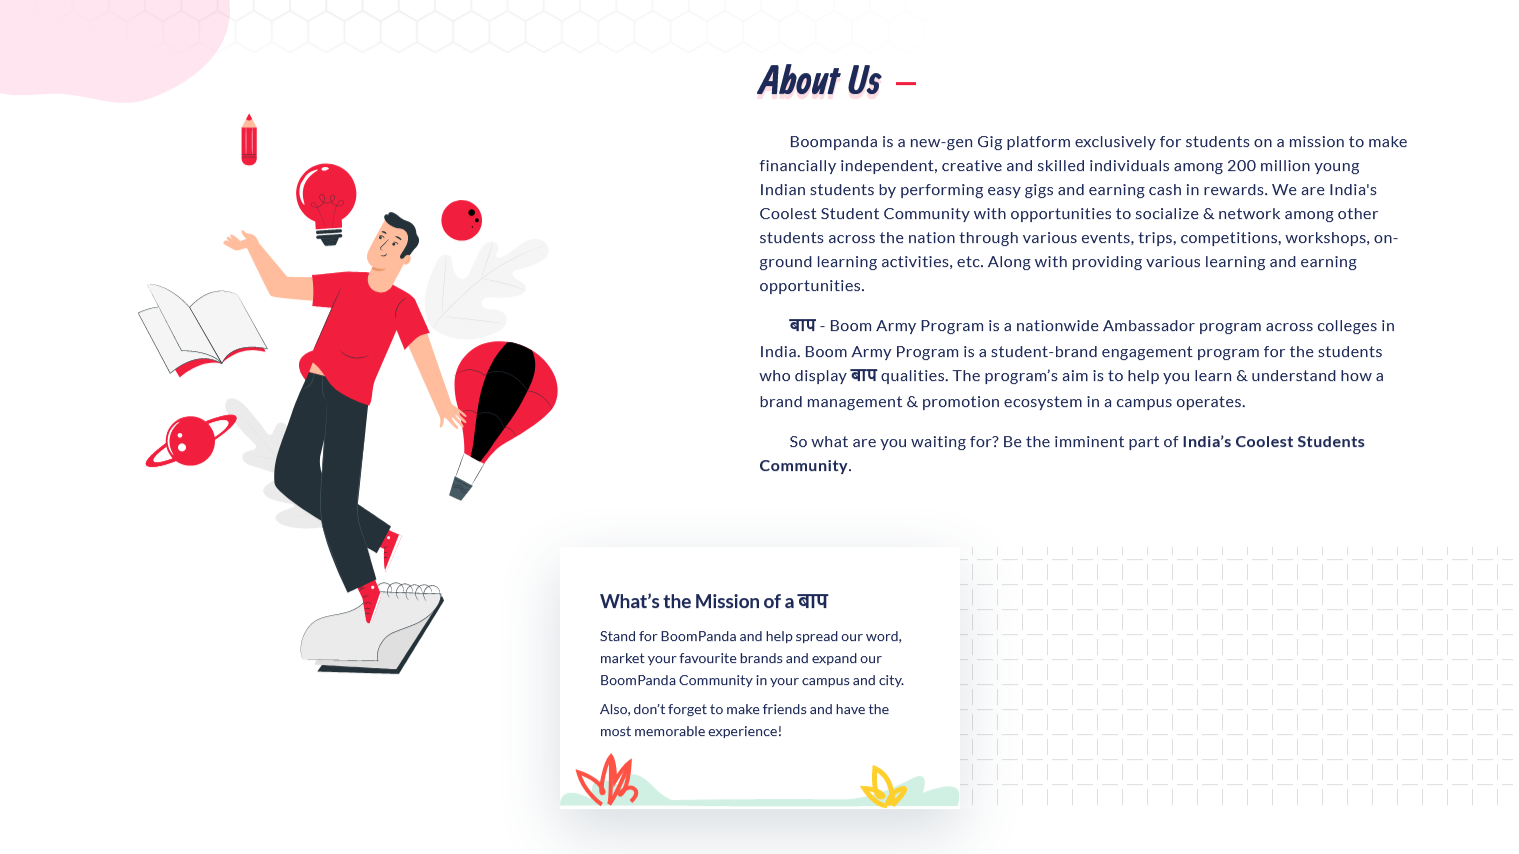 About Us
Boompanda is a new-gen Gig platform exclusively for students on a mission to make
financially independent, creative and skilled individuals among 200 million young
Indian students by performing easy gigs and earning cash in rewards. We are India's
Coolest Student Community with opportunities to socialize & network among other
students across the nation through various events, trips, competitions, workshops, on-
ground learning activities, etc. Along with providing various learning and earning
opportunities.
बाप - Boom Army Program is a nationwide Ambassador program across colleges in
India. Boom Army Program is a student-brand engagement program for the students
who display बाप qualities. The program’s aim is to help you learn & understand how a
brand management & promotion ecosystem in a campus operates.
So what are you waiting for? Be the imminent part of India’s Coolest Students
Community.
What’s the Mission of a बाप
Stand for BoomPanda and help spread our word,
market your favourite brands and expand our
BoomPanda Community in your campus and city.
Also, don't forget to make friends and have the
most memorable experience!